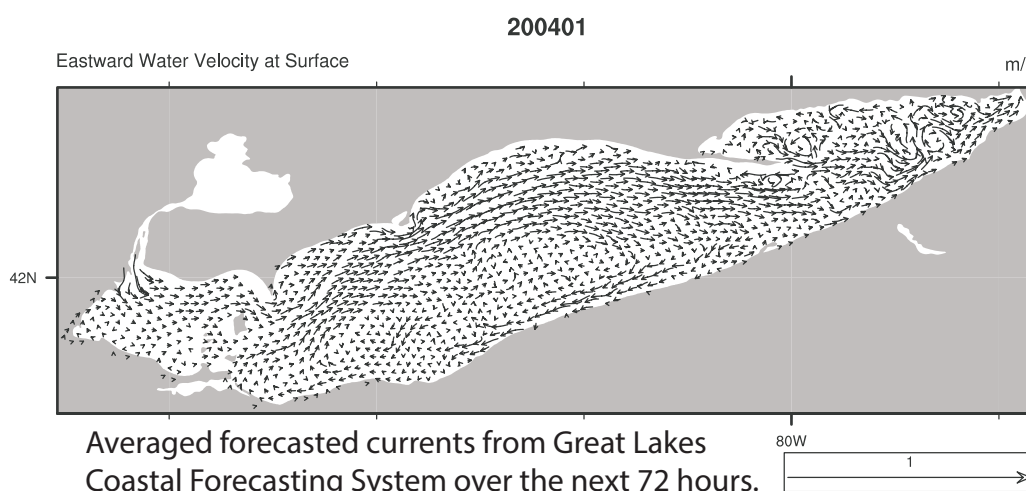 200401
Eastward Water Velocity at Surface
m/
42N
80W
Averaged forecasted currents from Great Lakes
Coastal Forecasting System over the next 72 hours.
1